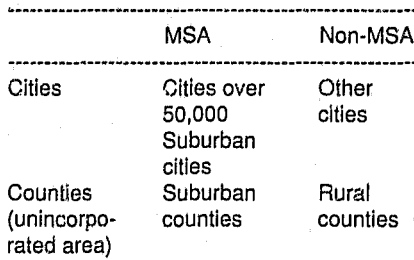 MSA Non-MSA
Cities Cities over Other
50,000 cities
Suburban
cities
Counties Suburban Rural
(unincorpo- counties counties
rated area)